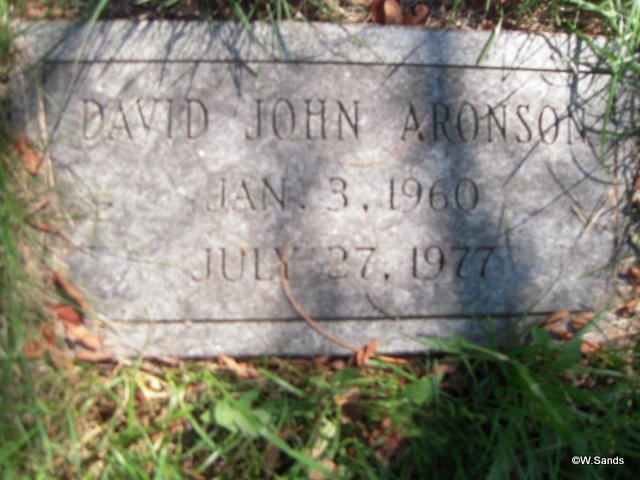 DAVID JOHN ARONSON
JAN. 3, 1960
JULY 27, 1977
©W.Sands